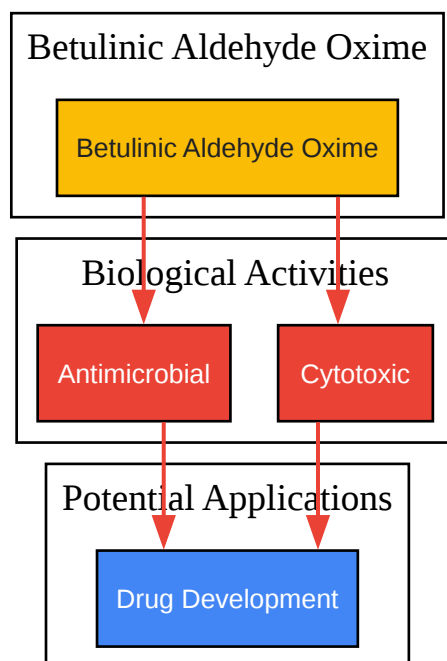 Betulinic Aldehyde Oxime
Betulinic Aldehyde Oxime
Biological Activities
Antimicrobial
Cytotoxic
Potential Applications
Drug Development